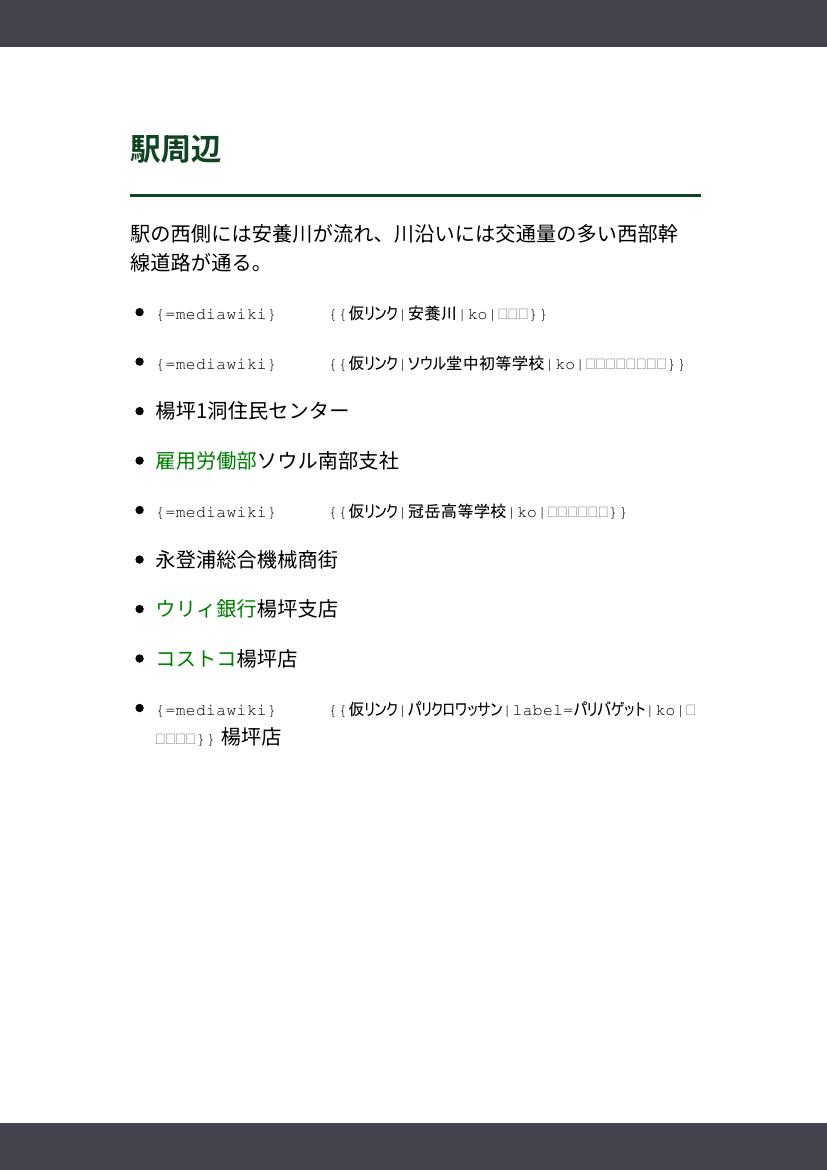 駅周辺
駅の西側には安養川が流れ、川沿いには交通量の多い西部幹
線道路が通る。
• {=mediawiki} {{仮リンク|安養川|ko|□□□}}
• {=mediawiki} {{仮リンク|ソウル堂中初等学校|ko|□□□□□□□□}}
• 楊坪1洞住民センター
• 雇用労働部ソウル南部支社
• {=mediawiki} {{仮リンク|冠岳高等学校|ko|□□□□□□}}
• 永登浦総合機械商街
• ウリィ銀行楊坪支店
• コストコ楊坪店
• {=mediawiki} {{仮リンク|パリクロワッサン|label=パリバゲット|ko|□
□□□□}} 楊坪店